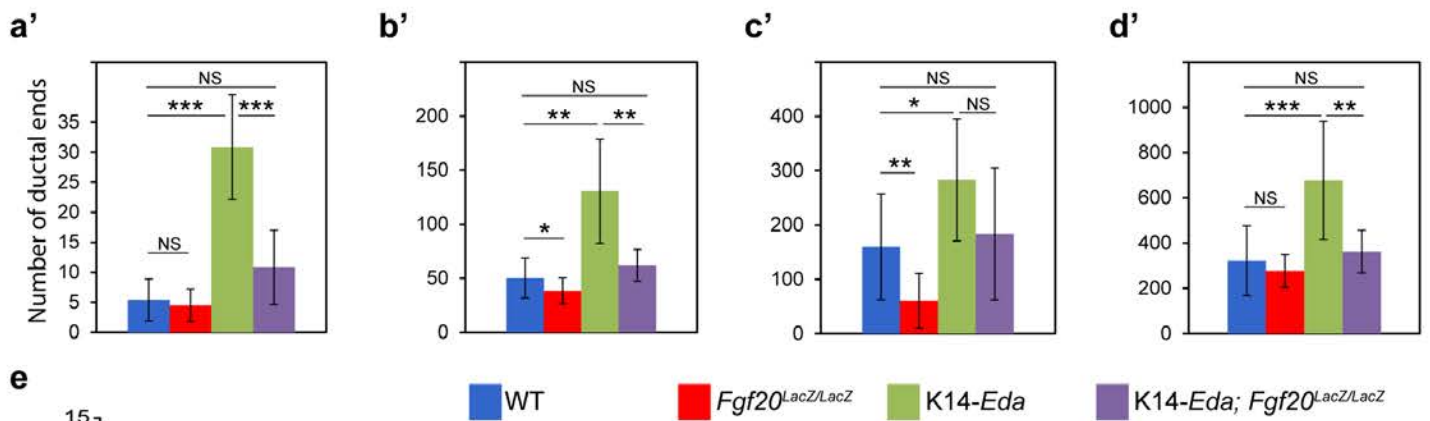 a’ b’ c’ d’
Number of ductal ends
NS
*** ***
NS
35
30
25
20
15
10
5
0
NS
** **
*
200
150
100
50
0
NS
* NS
**
400
300
200
100
0
NS
*** **
NS
1000
800
600
400
200
0
e
15
WT Fgf20LacZ/LacZ K14-Eda K14-Eda; Fgf20LacZ/LacZ